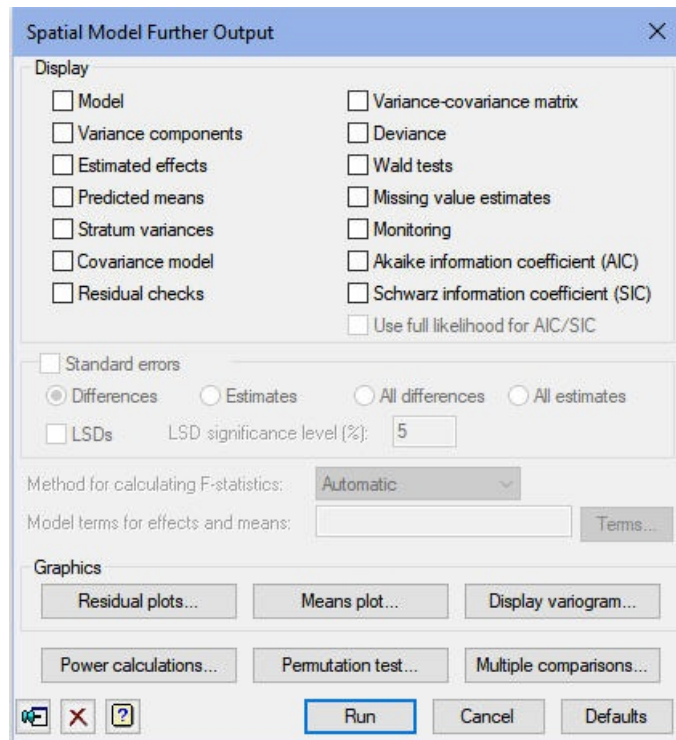 Spatial Model Further Output
Display
Model
Variance-covariance matrix
Variance components
Deviance
Estimated effects
Wald tests
Predicted means
Missing value estimates
Stratum variances
Monitoring
Covariance model
Akaike information coefficient (AIC)
Residual checks
Schwarz information coefficient (SIC)
Use full likelihood for AIC/SIC
Standard errors
Differences
Estimates
All differences
All estimates
LSDs
LSD significance level (%): 5
Method for calculating F-statistics: Automatic
Model terms for effects and means: Terms...
Graphics
Residual plots...
Means plot...
Display variogram...
Power calculations...
Permutation test...
Multiple comparisons...
?
Run
Cancel
Defaults